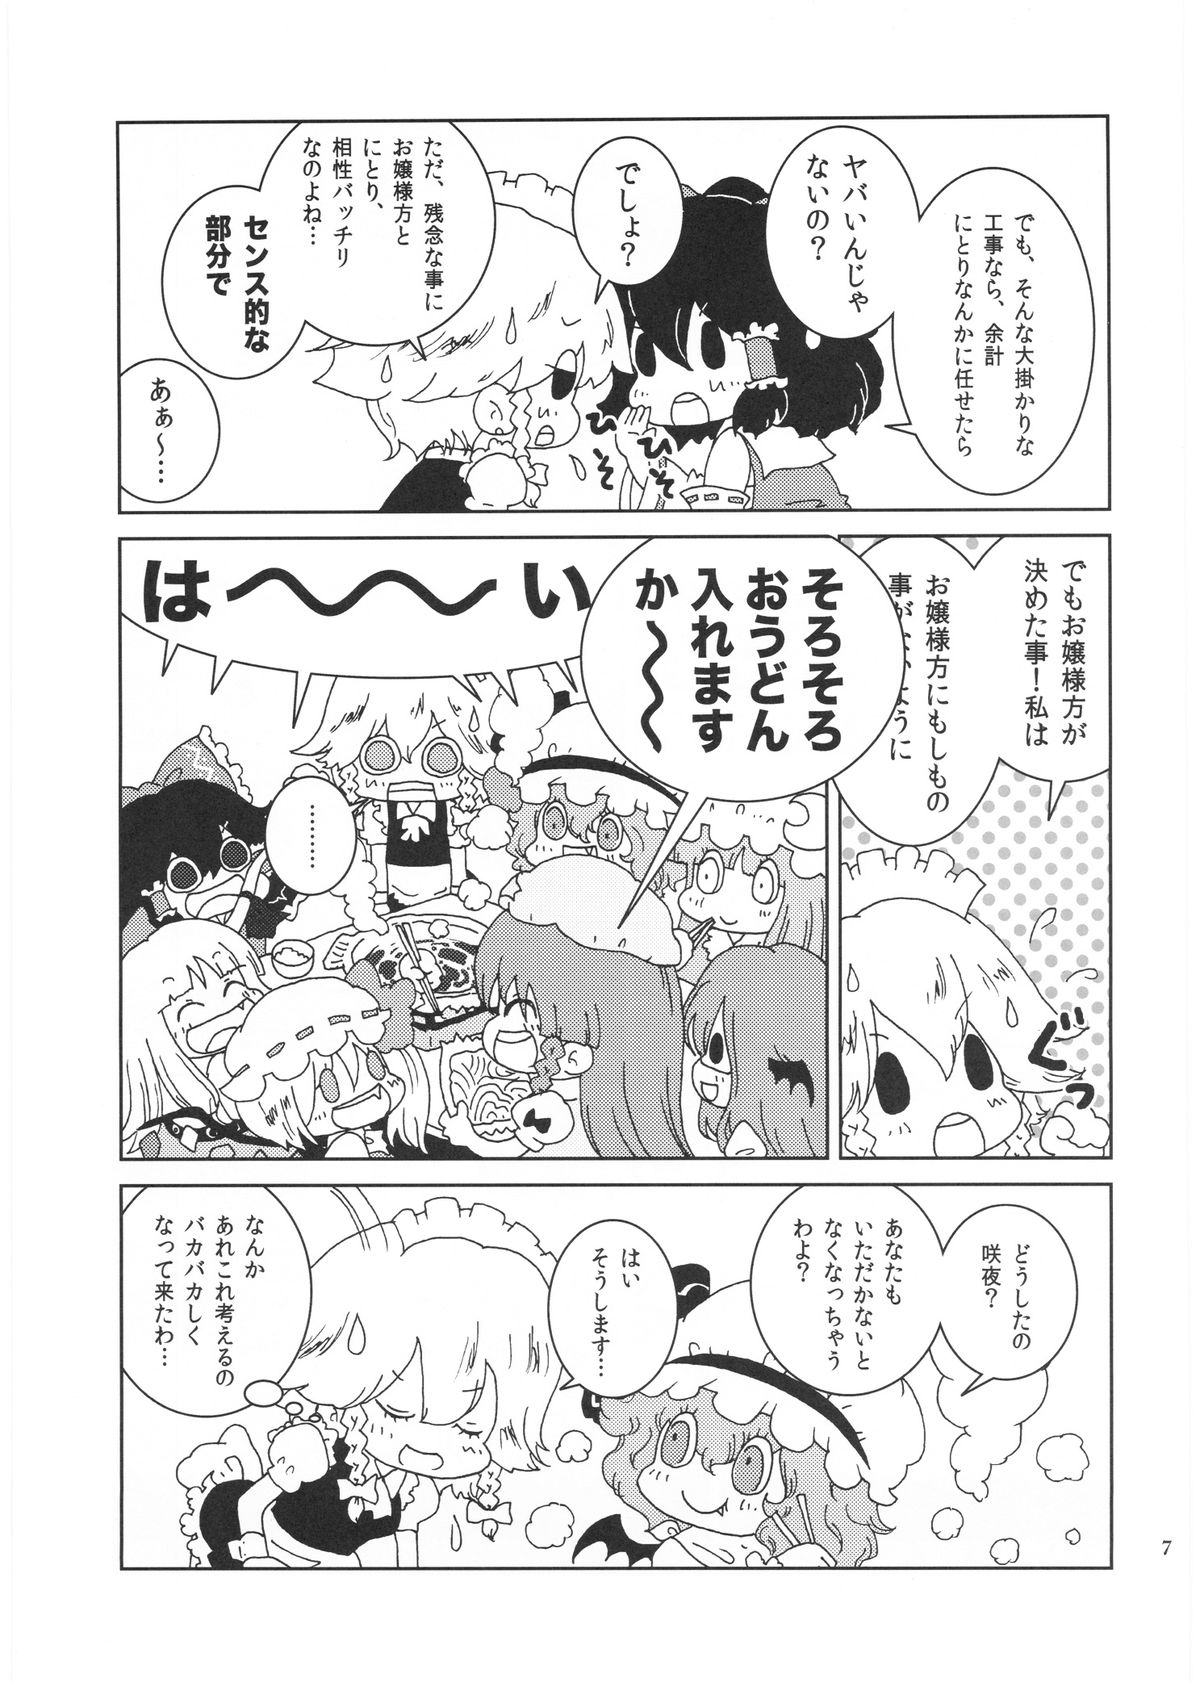 でも、そんな大掛かりな
工事なら、余計
にとりなんかに任せたら
ヤバいんじゃ
ないの？
でしょ？
ひそ
ひそ
ただ、残念な事に
お嬢様方と
にとり、
相性バッチリ
なのよね…
センス的な
部分で
あぁ～…
でもお嬢様方が
決めた事！私は
お嬢様方にもしもの
事が
ように
ぐっ
そろそろ
おうどん
入れます
か～～～
は～～～い
………
どうしたの
咲夜？
あなたも
いただかないと
なくなっちゃう
わよ？
はい
そうします…
なんか
あれこれ考えるの
バカバカしく
なって来たわ…
7